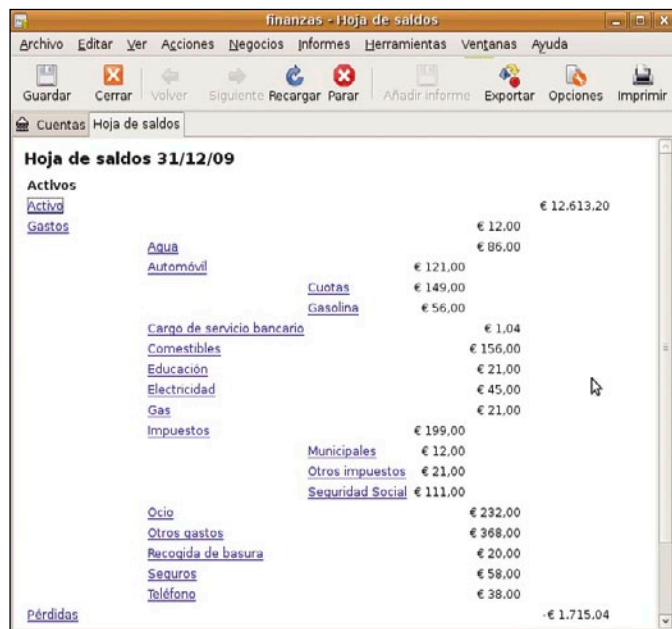 finanzas - Hoja de saldos
Archivo Editar Ver Acciones Negocios Informes Herramientas Ventanas Ayuda
Guardar Cerrar Volver Siguiente Recargar Parar Añadir informe Exportar Opciones Imprimir
Cuentas Hoja de saldos
Hoja de saldos 31/12/09
Activos
Activo € 12.613,20
Gastos € 12,00
Agua € 86,00
Automóvil € 121,00
Cuotas € 149,00
Gasolina € 56,00
Cargo de servicio bancario € 1,04
Comestibles € 156,00
Educación € 21,00
Electricidad € 45,00
Gas € 21,00
Impuestos € 199,00
Municipales € 12,00
Otros impuestos € 21,00
Seguridad Social € 111,00
Ocio € 232,00
Otros gastos € 368,00
Recogida de basura € 20,00
Seguros € 58,00
Teléfono € 38,00
Pérdidas -€ 1.715,04